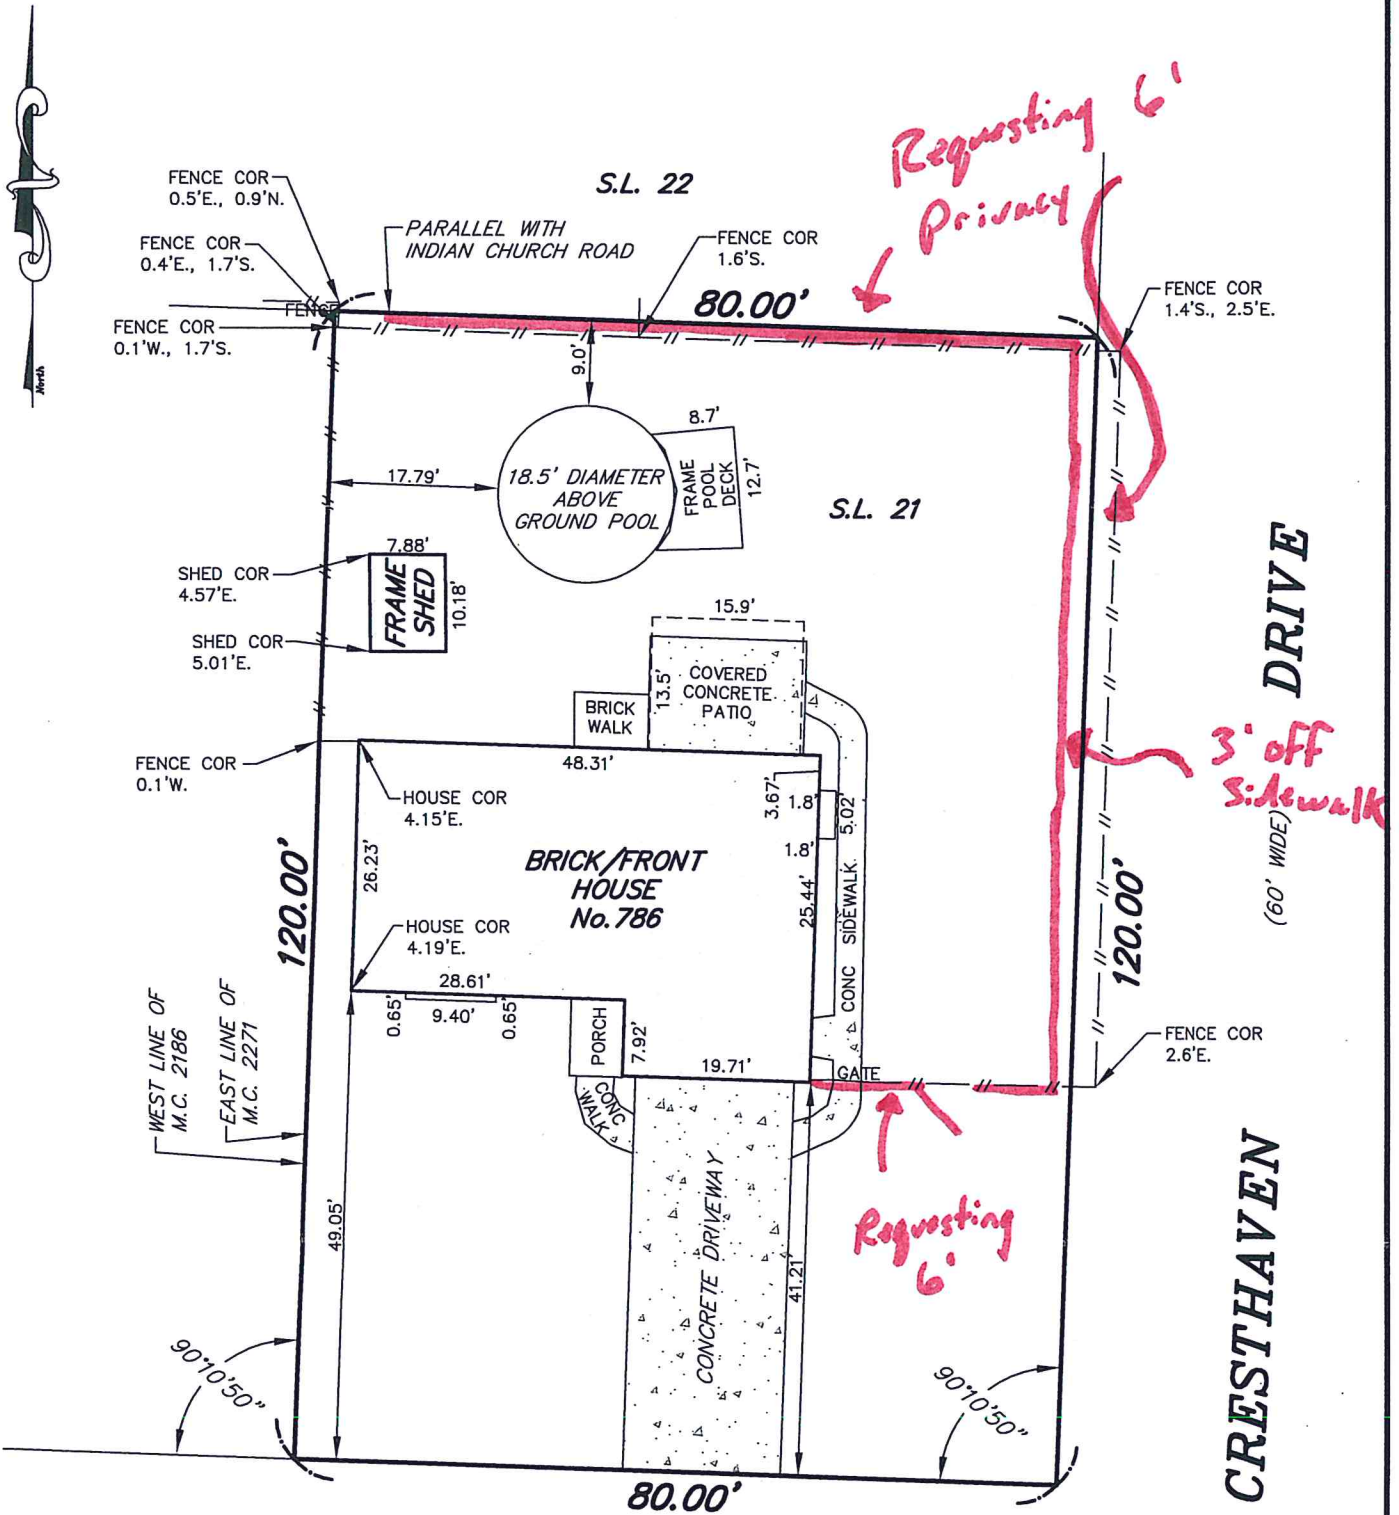 North
FENCE COR
0.5'E., 0.9'N.
FENCE COR
0.4'E., 1.7'S.
FENCE COR
0.1'W., 1.7'S.
FENCE
S.L. 22
PARALLEL WITH
INDIAN CHURCH ROAD
FENCE COR
1.6'S.
80.00'
Requesting 6'
Privacy
FENCE COR
1.4'S., 2.5'E.
9.0'
17.79'
18.5' DIAMETER
ABOVE
GROUND POOL
8.7'
FRAME
POOL
DECK
12.7'
S.L. 21
SHED COR
4.57'E.
SHED COR
5.01'E.
7.88'
FRAME
SHED
10.18'
15.9'
13.5'
COVERED
CONCRETE
PATIO
BRICK
WALK
FENCE COR
0.1'W.
48.31'
HOUSE COR
4.15'E.
3.67'
1.8'
5.02'
1.8'
26.23'
BRICK/FRONT
HOUSE
No.786
25.44'
CONC SIDEWALK
HOUSE COR
4.19'E.
28.61'
0.65'
9.40'
0.65'
PORCH
7.92'
19.71'
GATE
CONC
WALK
120.00'
WEST LINE OF
M.C. 2186
EAST LINE OF
M.C. 2271
49.05'
CONCRETE DRIVEWAY
41.21'
Requesting
6'
3' off
Sidewalk
120.00'
FENCE COR
2.6'E.
CRESTHAVEN DRIVE
(60' WIDE)
90°10'50"
90°10'50"
80.00'